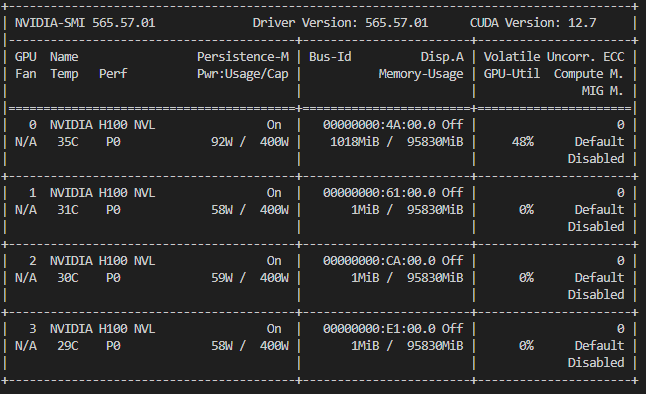 NVIDIA-SMI 565.57.01 Driver Version: 565.57.01 CUDA Version: 12.7
GPU Name Persistence-M | Bus-Id Disp.A | Volatile Uncorr. ECC
Fan Temp Perf Pwr:Usage/Cap | Memory-Usage | GPU-Util Compute M.
MIG M.
0 NVIDIA H100 NVL On | 00000000:4A:00.0 Off | 0
N/A 35C P0 92W / 400W | 1018MiB / 95830MiB | 48% Default
Disabled
1 NVIDIA H100 NVL On | 00000000:61:00.0 Off | 0
N/A 31C P0 58W / 400W | 1MiB / 95830MiB | 0% Default
Disabled
2 NVIDIA H100 NVL On | 00000000:CA:00.0 Off | 0
N/A 30C P0 59W / 400W | 1MiB / 95830MiB | 0% Default
Disabled
3 NVIDIA H100 NVL On | 00000000:E1:00.0 Off | 0
N/A 29C P0 58W / 400W | 1MiB / 95830MiB | 0% Default
Disabled